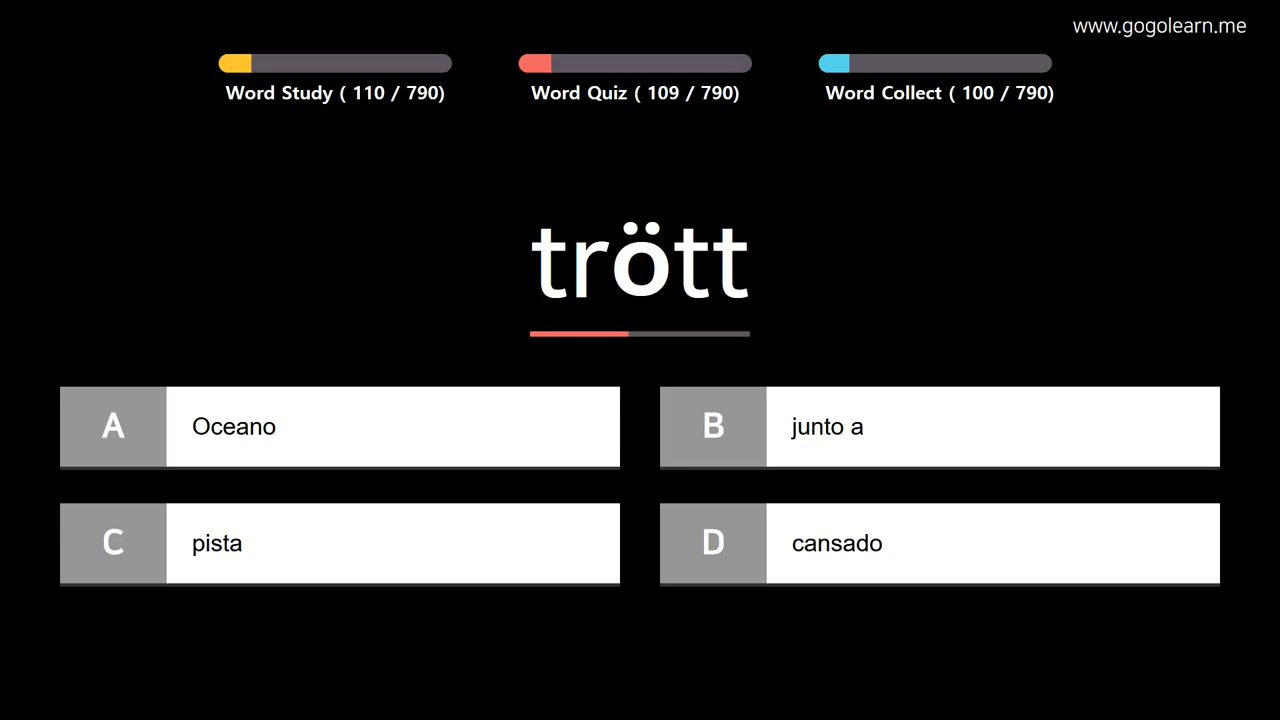 www.gogolearn.me
Word Study ( 110 / 790)
Word Quiz ( 109 / 790)
Word Collect ( 100 / 790)
trött
A Oceano
B junto a
C pista
D cansado